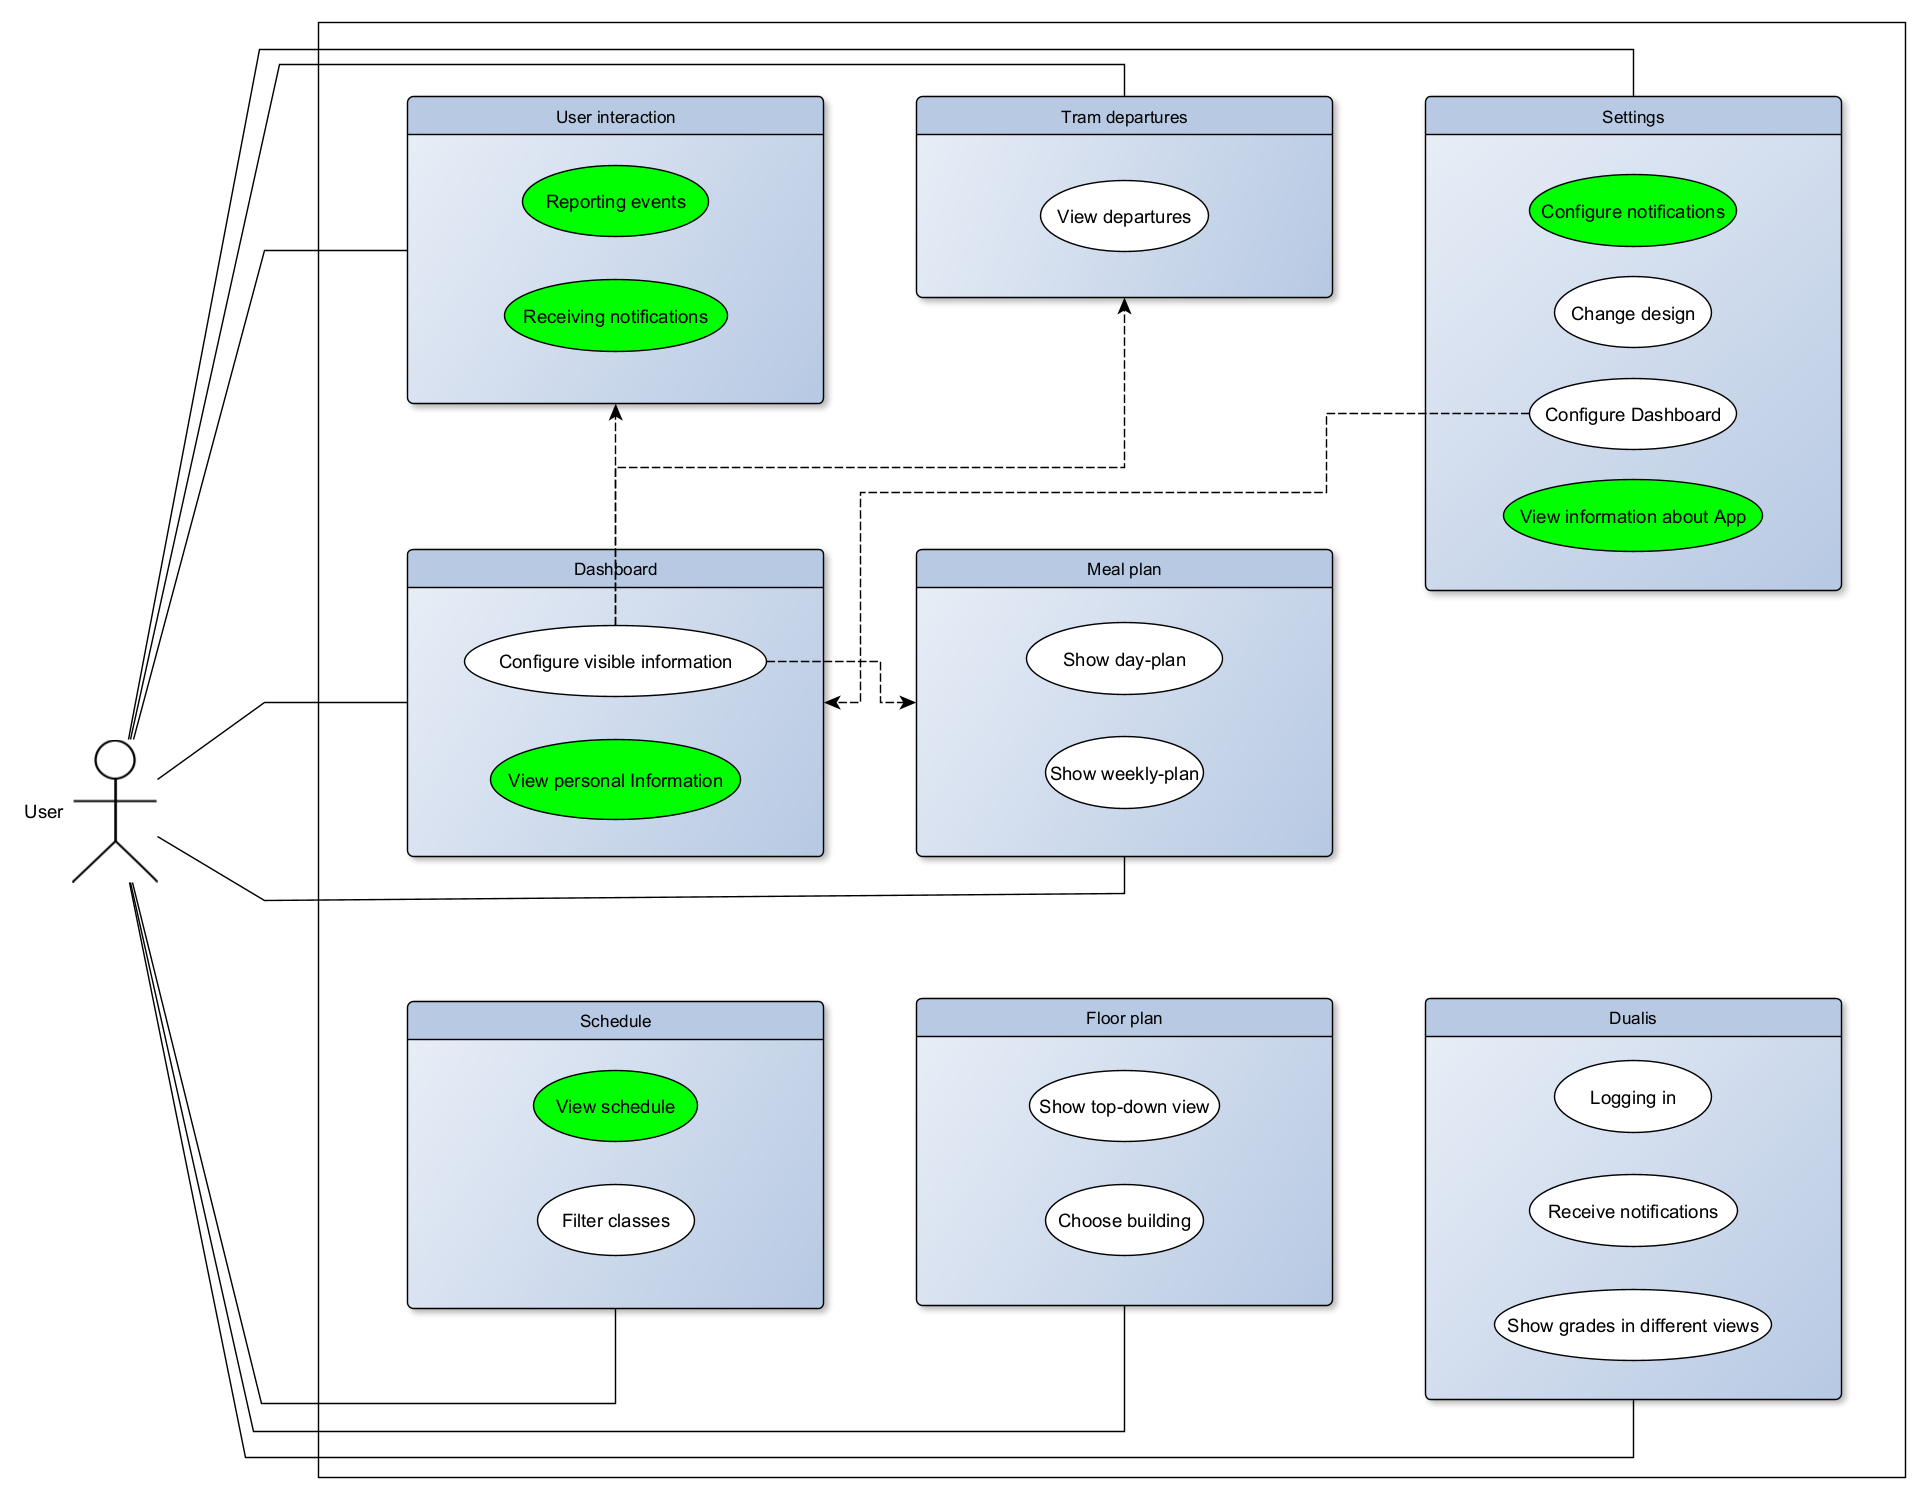 User interaction
Reporting events
Receiving notifications
Tram departures
View departures
Settings
Configure notifications
Change design
Configure Dashboard
View information about App
Dashboard
Configure visible information
View personal Information
Meal plan
Show day-plan
Show weekly-plan
User
Schedule
View schedule
Filter classes
Floor plan
Show top-down view
Choose building
Dualis
Logging in
Receive notifications
Show grades in different views